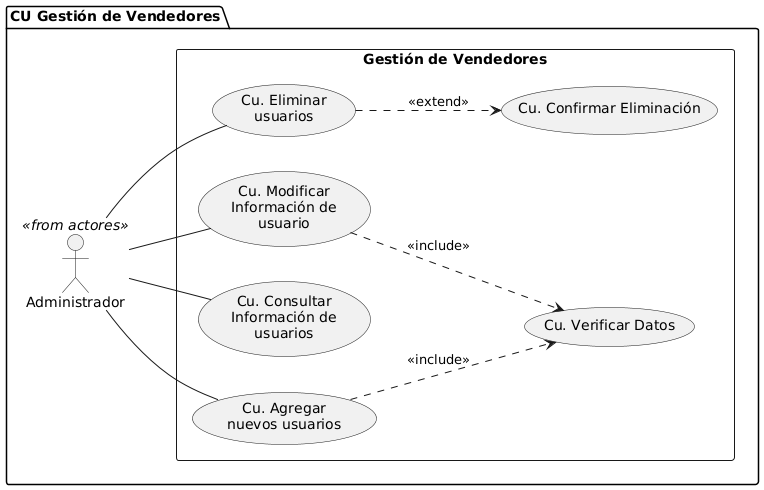 CU Gestión de Vendedores
Gestión de Vendedores
Cu. Eliminar
usuarios
«extend»
Cu. Confirmar Eliminación
Cu. Modificar
Información de
usuario
«include»
«from actores»
Administrador
Cu. Consultar
Información de
usuarios
Cu. Verificar Datos
«include»
Cu. Agregar
nuevos usuarios